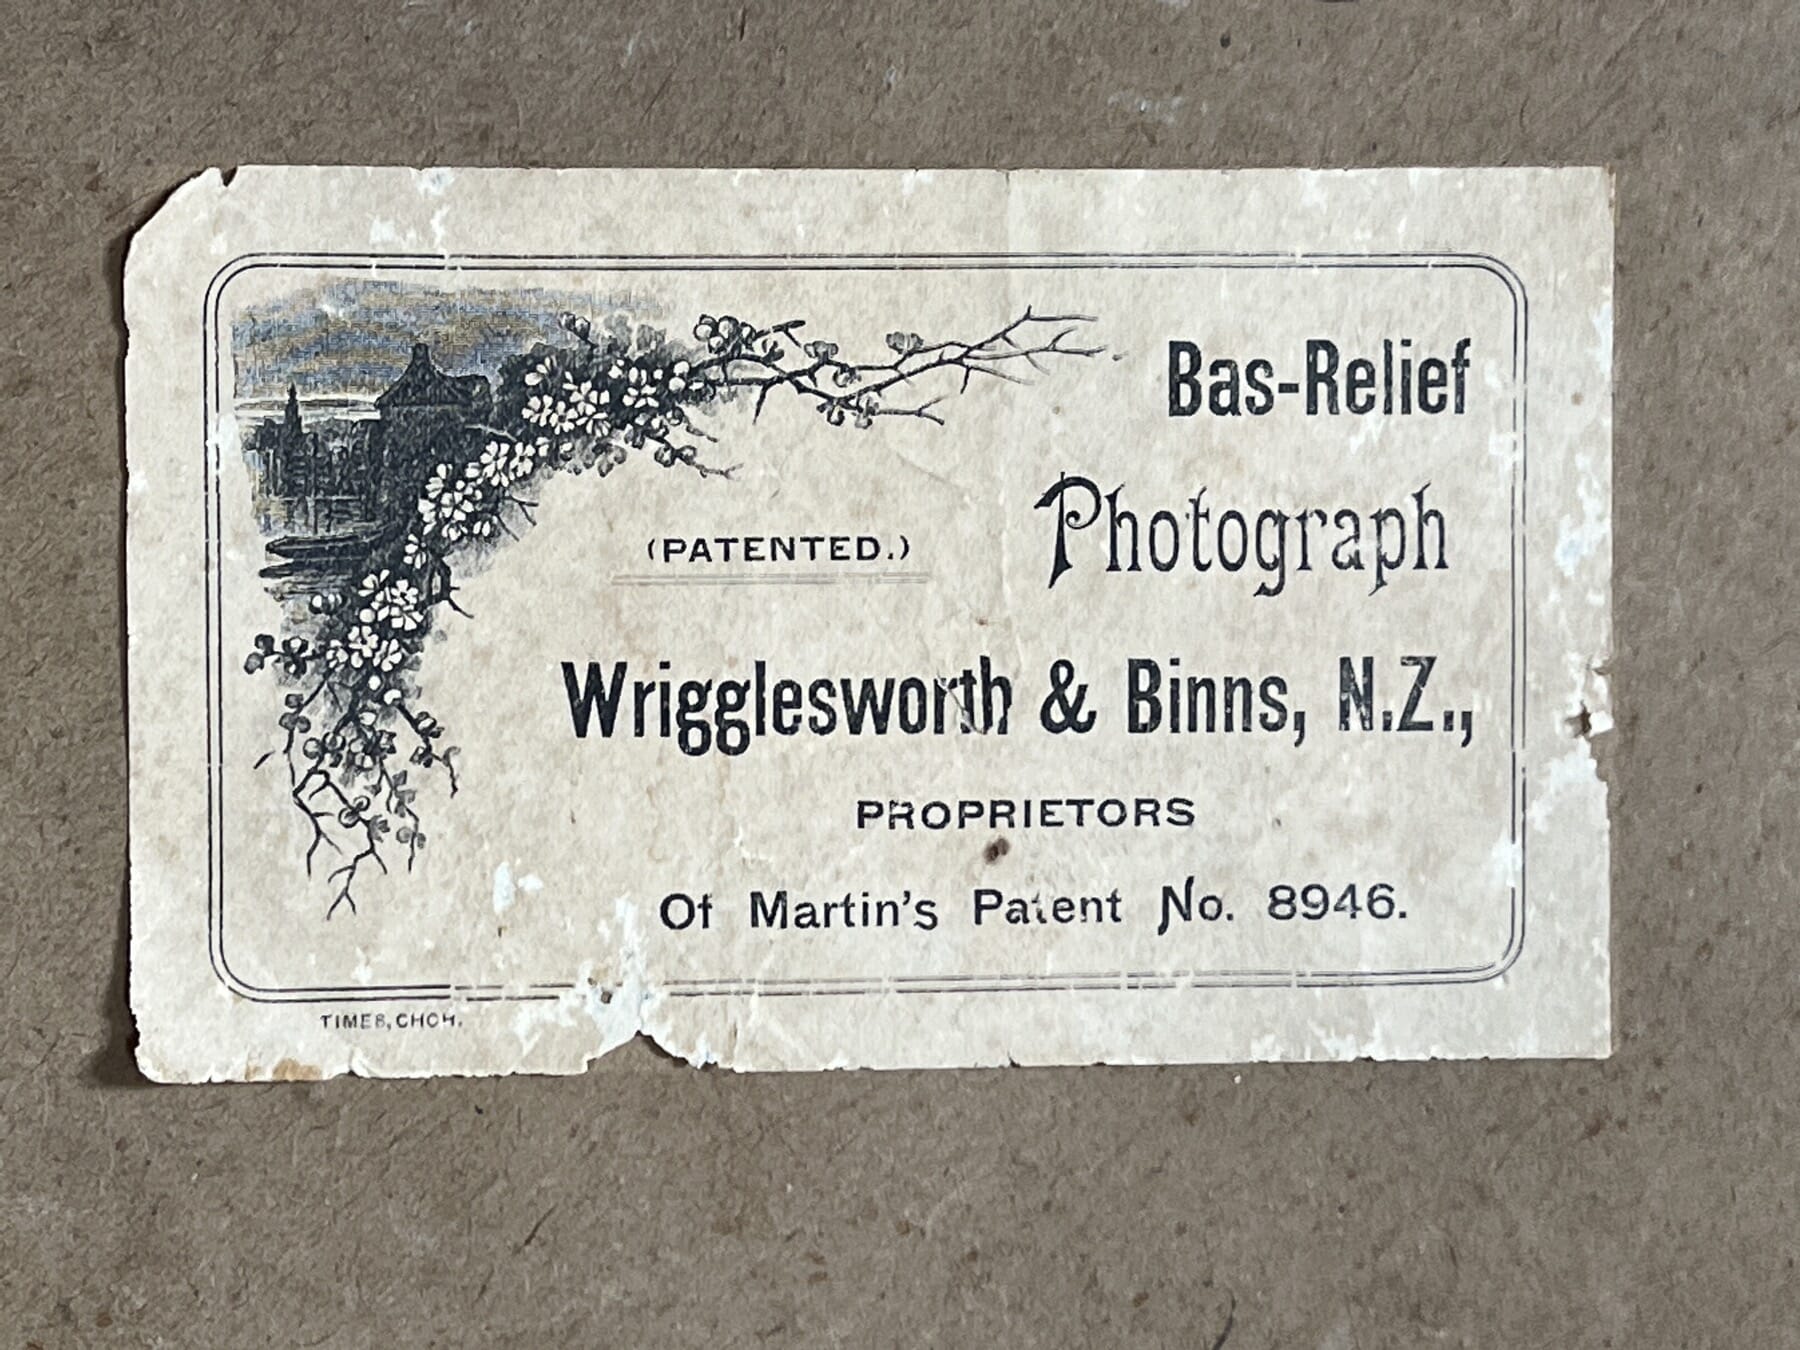 Bas-Relief
(PATENTED.) Photograph
Wrigglesworth & Binns, N.Z.,
PROPRIETORS
Of Martin's Patent No. 8946.
TIMES, CHCH.